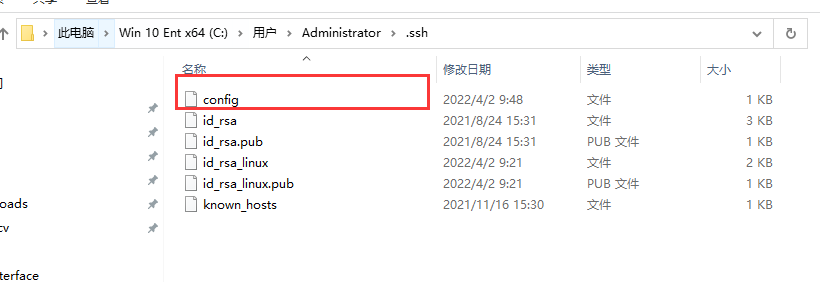 此电脑 › Win 10 Ent x64 (C:) › 用户 › Administrator › .ssh
名称 修改日期 类型 大小
config 2022/4/2 9:48 文件 1 KB
id_rsa 2021/8/24 15:31 文件 3 KB
id_rsa.pub 2021/8/24 15:31 PUB 文件 1 KB
id_rsa_linux 2022/4/2 9:21 文件 2 KB
id_rsa_linux.pub 2022/4/2 9:21 PUB 文件 1 KB
known_hosts 2021/11/16 15:30 文件 1 KB
oads
cv
terface